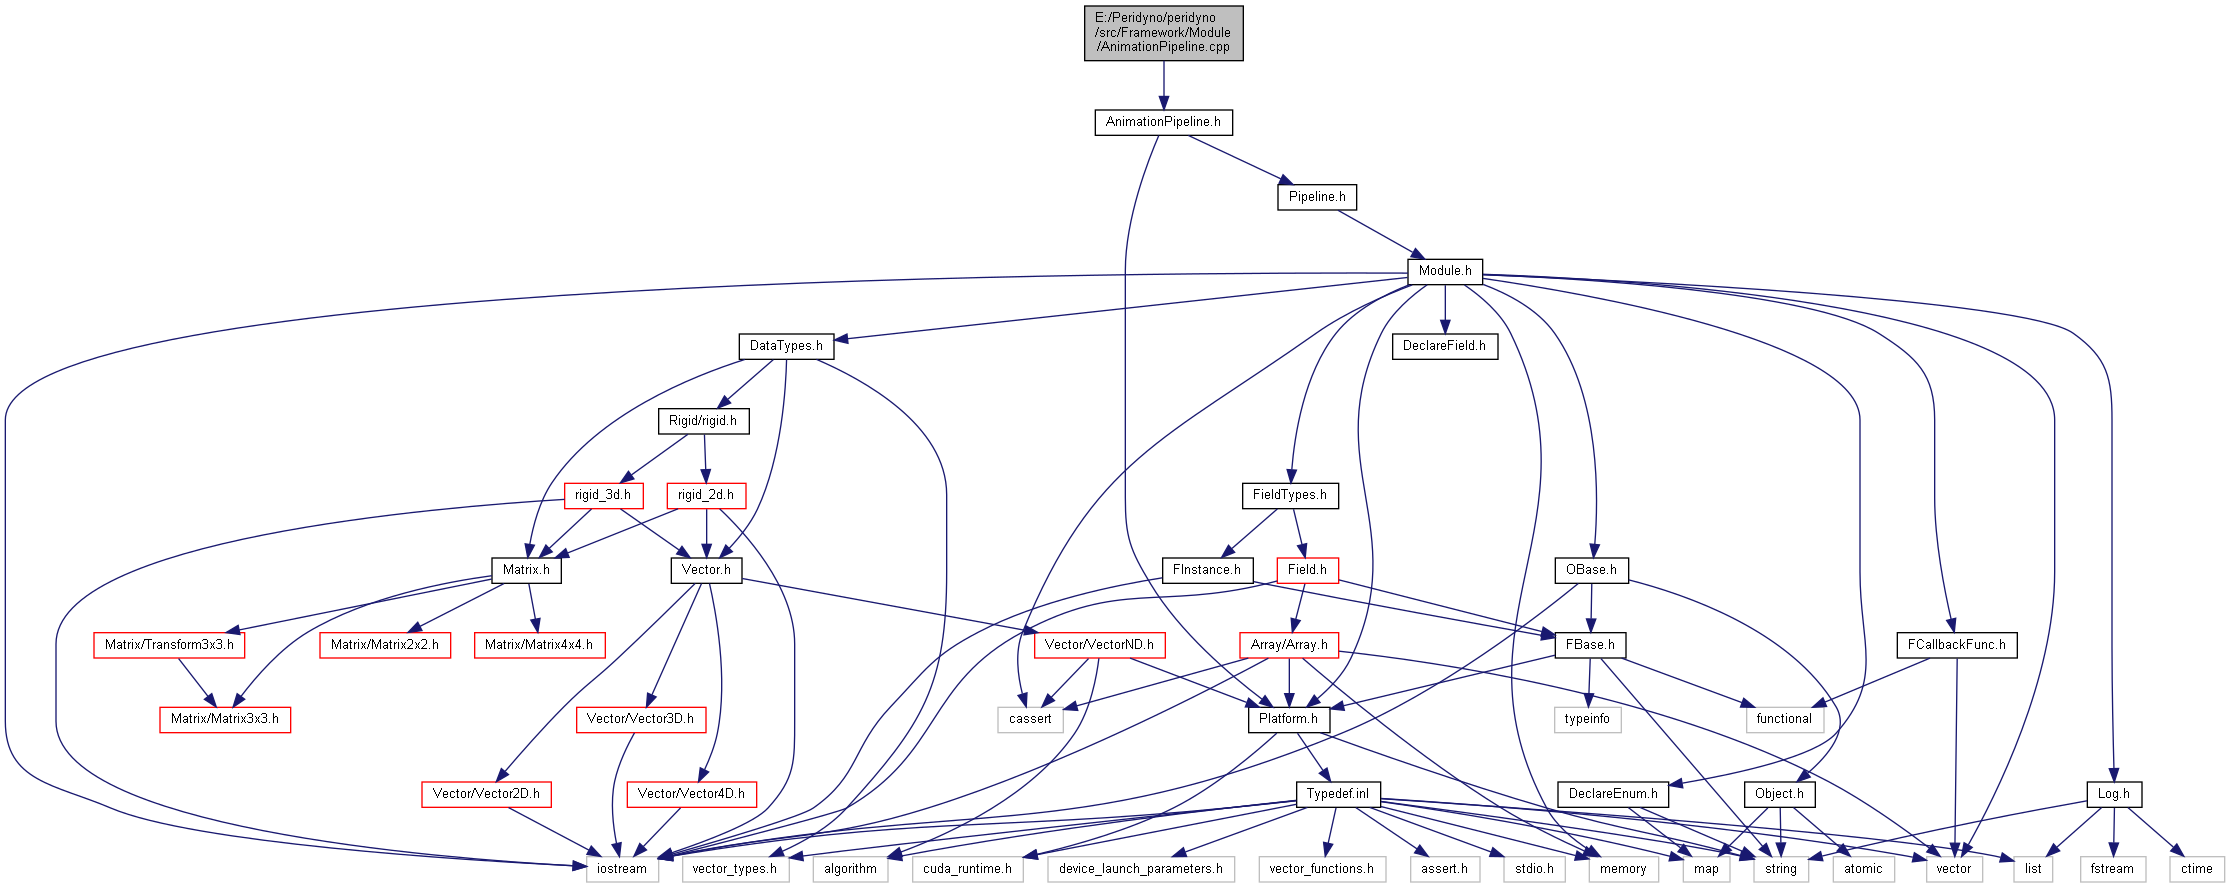 E:/Peridyno/peridyno
/src/Framework/Module
/AnimationPipeline.cpp
AnimationPipeline.h
Pipeline.h
Module.h
DataTypes.h
DeclareField.h
Rigid/rigid.h
rigid_3d.h
rigid_2d.h
FieldTypes.h
Matrix.h
Vector.h
FInstance.h
Field.h
OBase.h
Matrix/Transform3x3.h
Matrix/Matrix2x2.h
Matrix/Matrix4x4.h
Vector/VectorND.h
Array/Array.h
FBase.h
FCallbackFunc.h
Matrix/Matrix3x3.h
Vector/Vector3D.h
cassert
Platform.h
typeinfo
functional
Vector/Vector2D.h
Vector/Vector4D.h
Typedef.inl
DeclareEnum.h
Object.h
Log.h
iostream
vector_types.h
algorithm
cuda_runtime.h
device_launch_parameters.h
vector_functions.h
assert.h
stdio.h
memory
map
string
atomic
vector
list
fstream
ctime